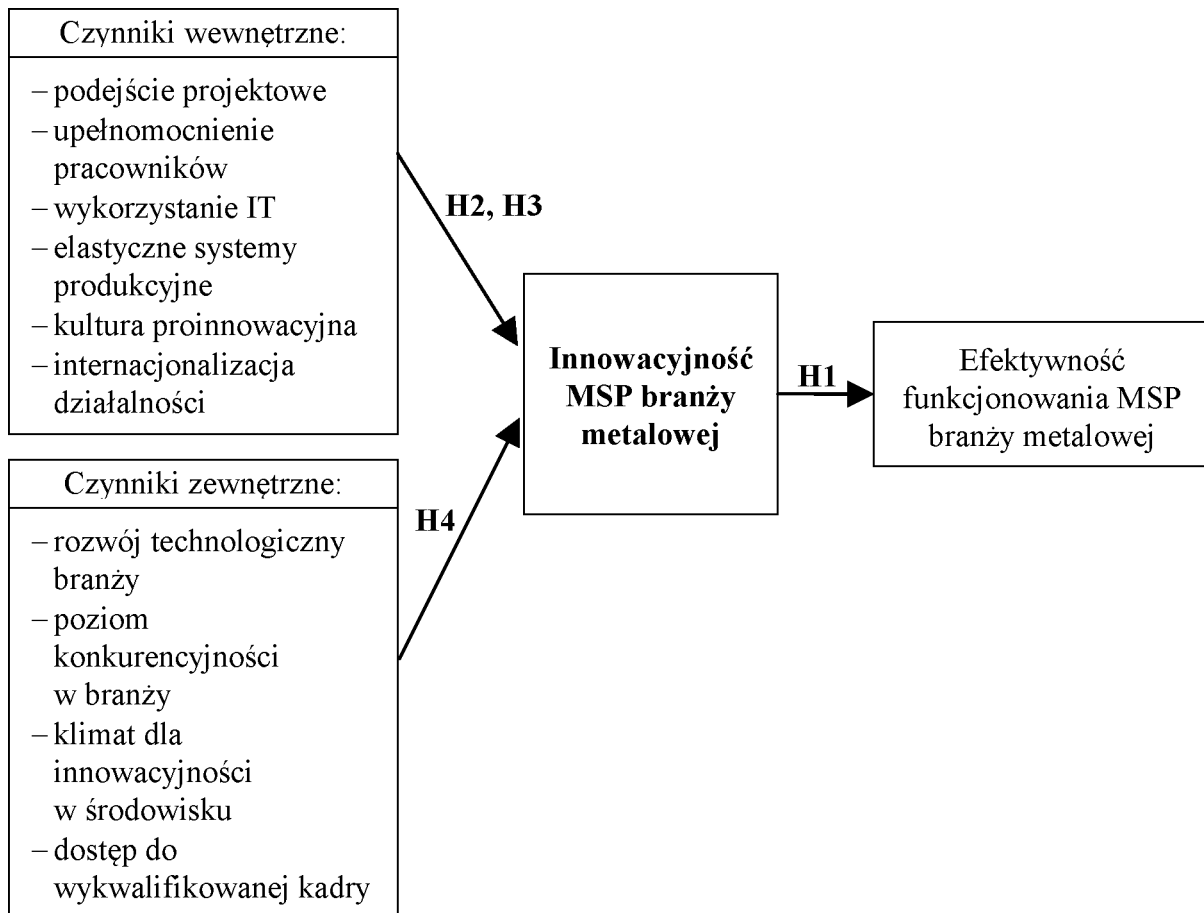 Czynniki wewnętrzne:
– podejście projektowe
– upełnomocnienie
pracowników
– wykorzystanie IT
– elastyczne systemy
produkcyjne
– kultura proinnowacyjna
– internacjonalizacja
działalności
H2, H3
Czynniki zewnętrzne:
– rozwój technologiczny
branży
– poziom
konkurencyjności
w branży
– klimat dla
innowacyjności
w środowisku
– dostęp do
wykwalifikowanej kadry
H4
Innowacyjność
MSP branży
metalowej
H1
Efektywność
funkcjonowania MSP
branży metalowej